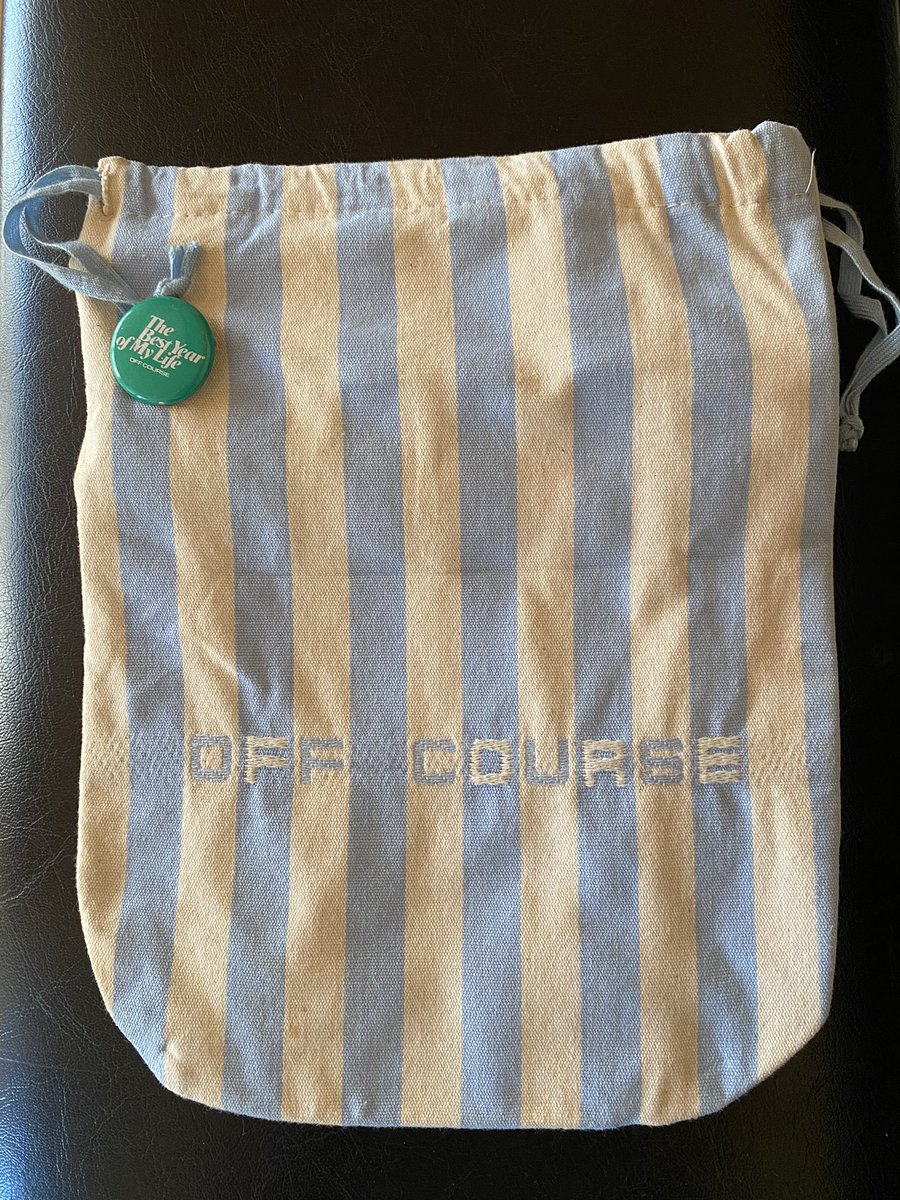 The
Best Year
of My Life
OFF COURSE
OFF COURSE